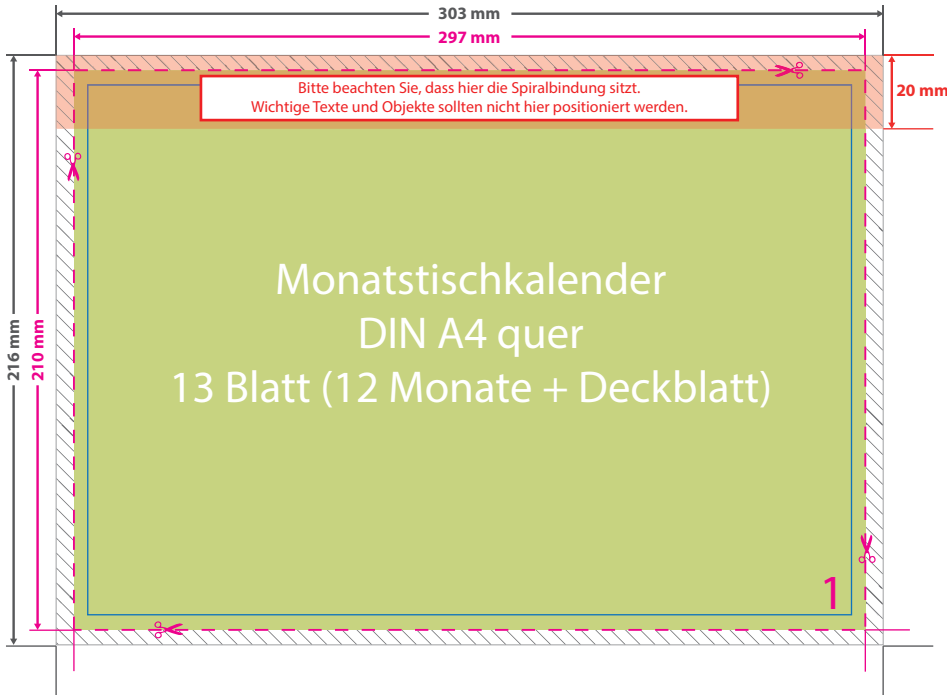 303 mm
297 mm
20 mm
Bitte beachten Sie, dass hier die Spiralbindung sitzt.
Wichtige Texte und Objekte sollten nicht hier positioniert werden.
216 mm
210 mm
Monatstischkalender
DIN A4 quer
13 Blatt (12 Monate + Deckblatt)
1